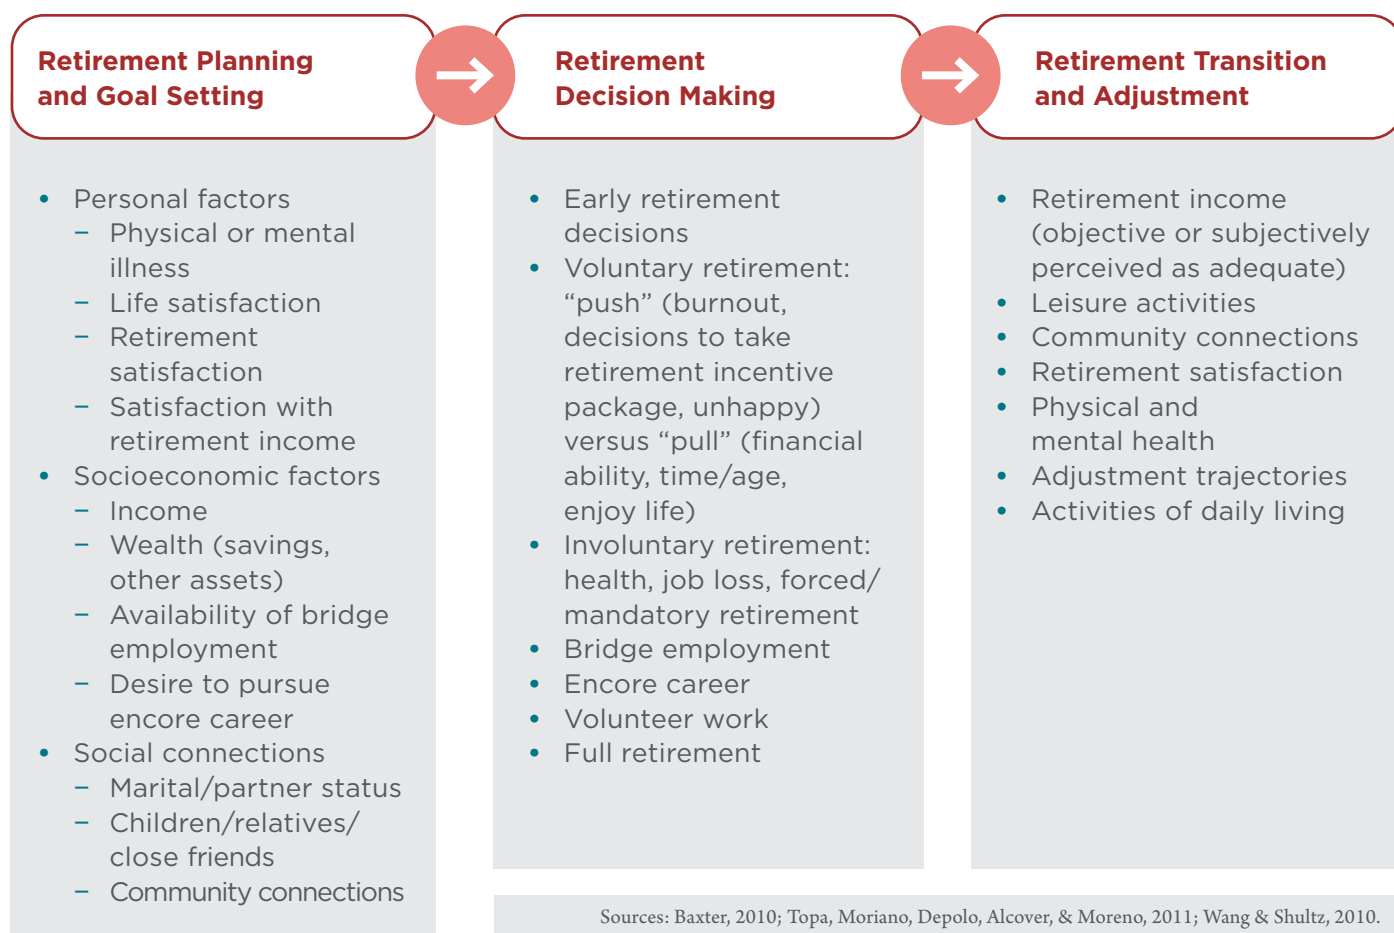 Retirement Planning
and Goal Setting
• Personal factors
– Physical or mental
illness
– Life satisfaction
– Retirement
satisfaction
– Satisfaction with
retirement income
• Socioeconomic factors
– Income
– Wealth (savings,
other assets)
– Availability of bridge
employment
– Desire to pursue
encore career
• Social connections
– Marital/partner status
– Children/relatives/
close friends
– Community connections
Retirement
Decision Making
• Early retirement
decisions
• Voluntary retirement:
“push” (burnout,
decisions to take
retirement incentive
package, unhappy)
versus “pull” (financial
ability, time/age,
enjoy life)
• Involuntary retirement:
health, job loss, forced/
mandatory retirement
• Bridge employment
• Encore career
• Volunteer work
• Full retirement
Retirement Transition
and Adjustment
• Retirement income
(objective or subjectively
perceived as adequate)
• Leisure activities
• Community connections
• Retirement satisfaction
• Physical and
mental health
• Adjustment trajectories
• Activities of daily living
Sources: Baxter, 2010; Topa, Moriano, Depolo, Alcover, & Moreno, 2011; Wang & Shultz, 2010.